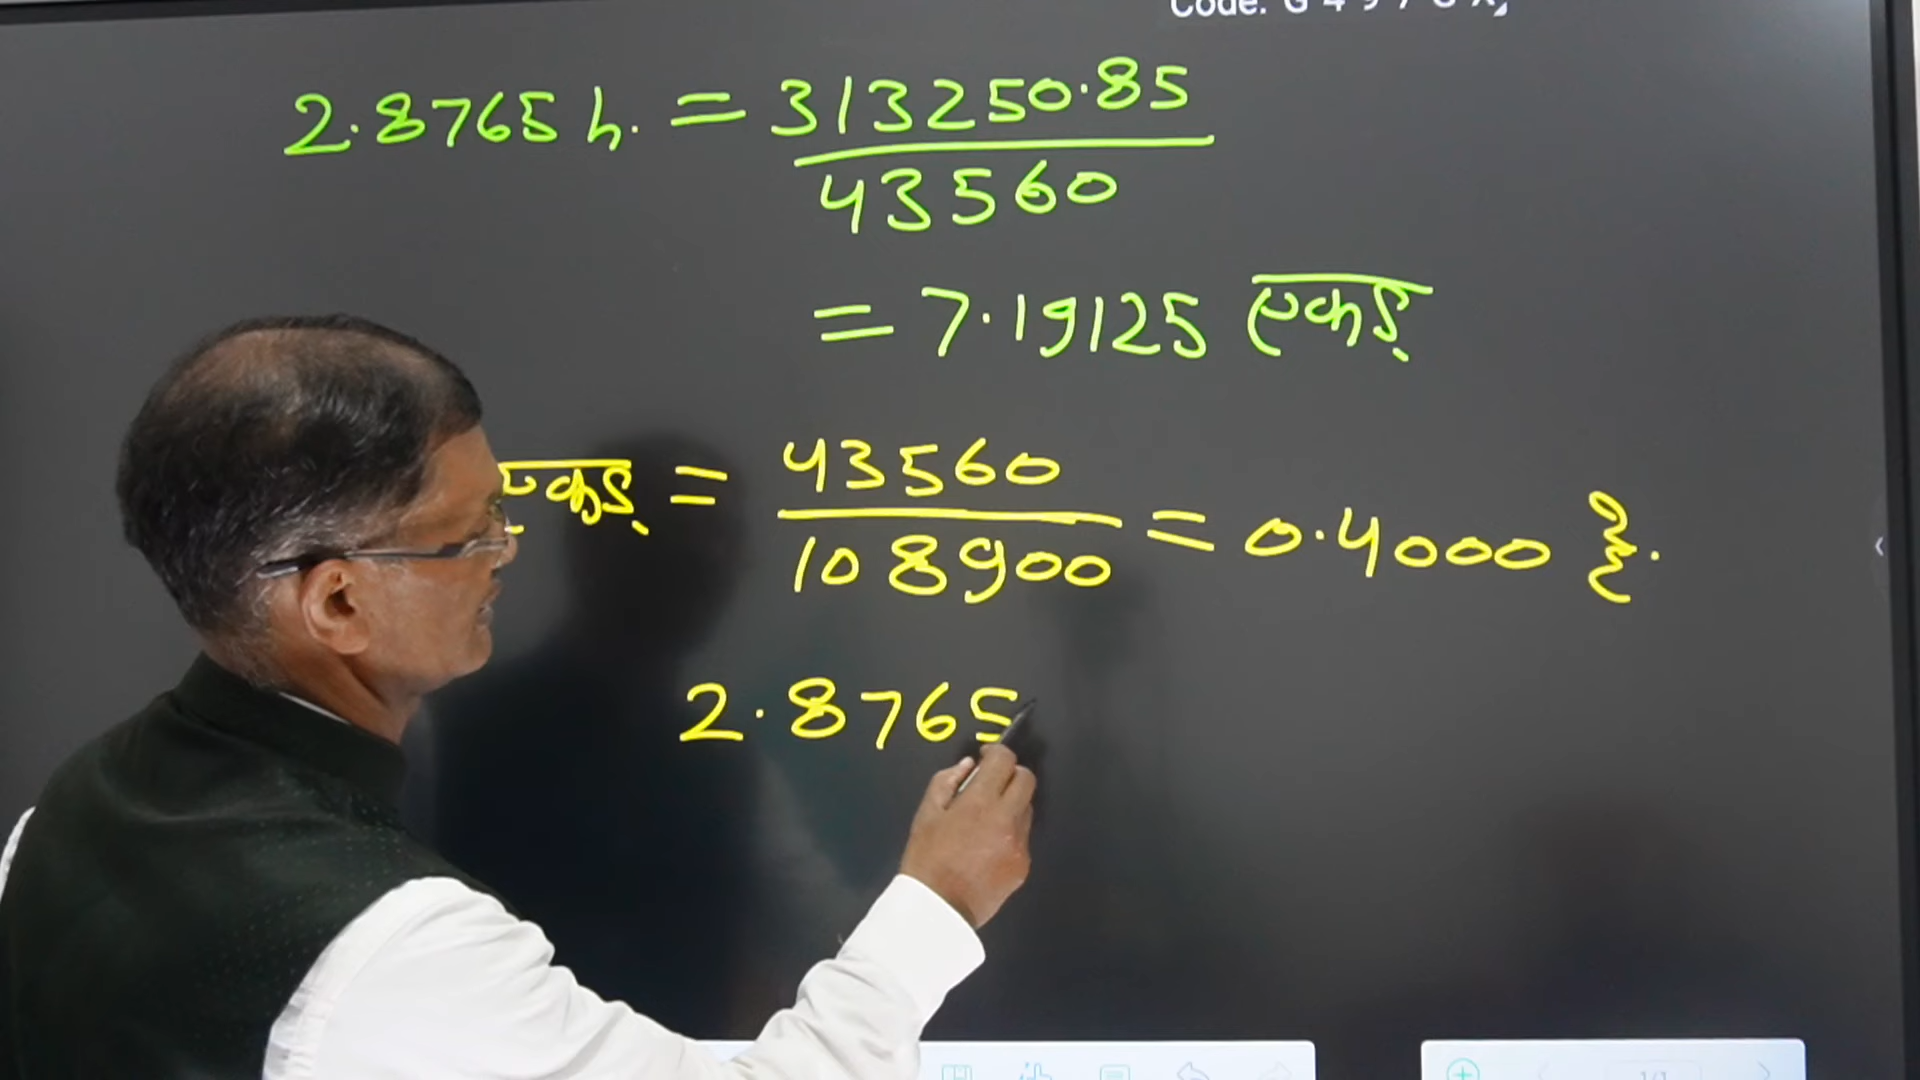 2.8765 h. = 313250.85
43560
= 7.19125 एकड़
एकड़ = 43560 / 108900 = 0.4000 हे.
2.8765